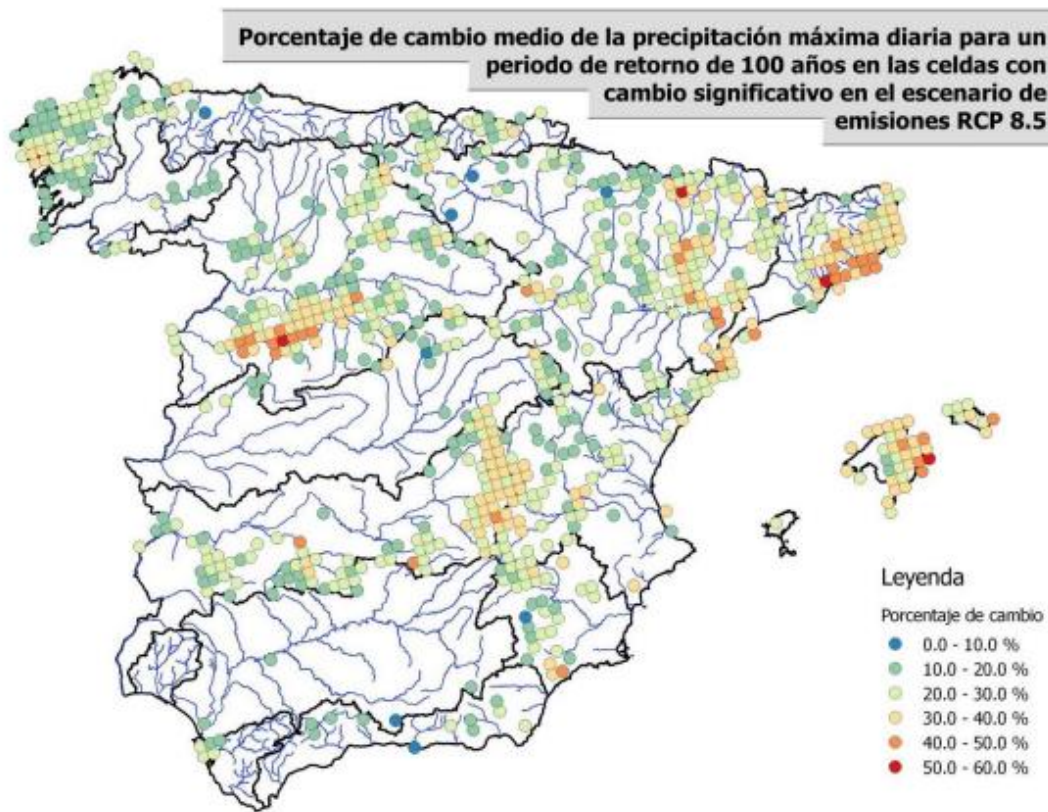 Porcentaje de cambio medio de la precipitación máxima diaria para un
periodo de retorno de 100 años en las celdas con
cambio significativo en el escenario de
emisiones RCP 8.5
Leyenda
Porcentaje de cambio
0.0 - 10.0 %
10.0 - 20.0 %
20.0 - 30.0 %
30.0 - 40.0 %
40.0 - 50.0 %
50.0 - 60.0 %